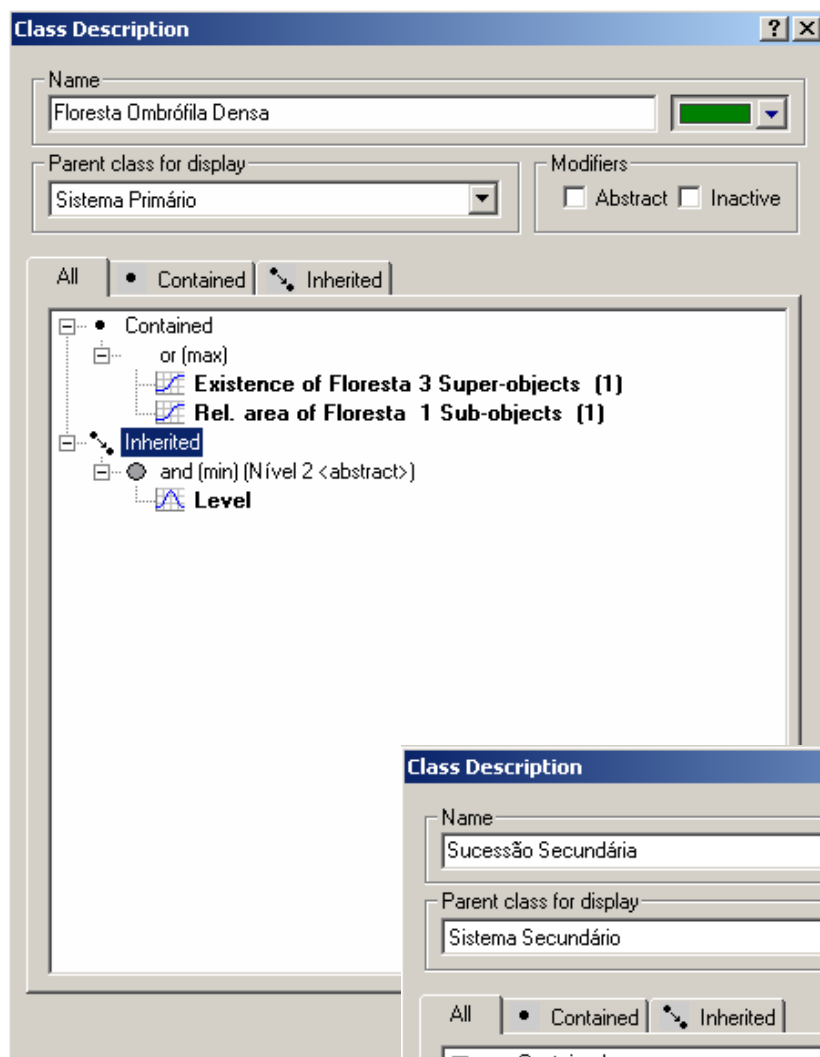 Class Description
Name
Floresta Ombrófila Densa
Parent class for display
Modifiers
Sistema Primário
Abstract
Inactive
All
Contained
Inherited
Contained
or (max)
Existence of Floresta 3 Super-objects (1)
Rel. area of Floresta 1 Sub-objects (1)
Inherited
and (min) (Nível 2 <abstract>)
Level
Class Description
Name
Sucessão Secundária
Parent class for display
Sistema Secundário
All
Contained
Inherited